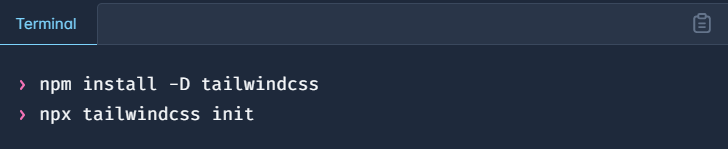 Terminal
› npm install -D tailwindcss
› npx tailwindcss init